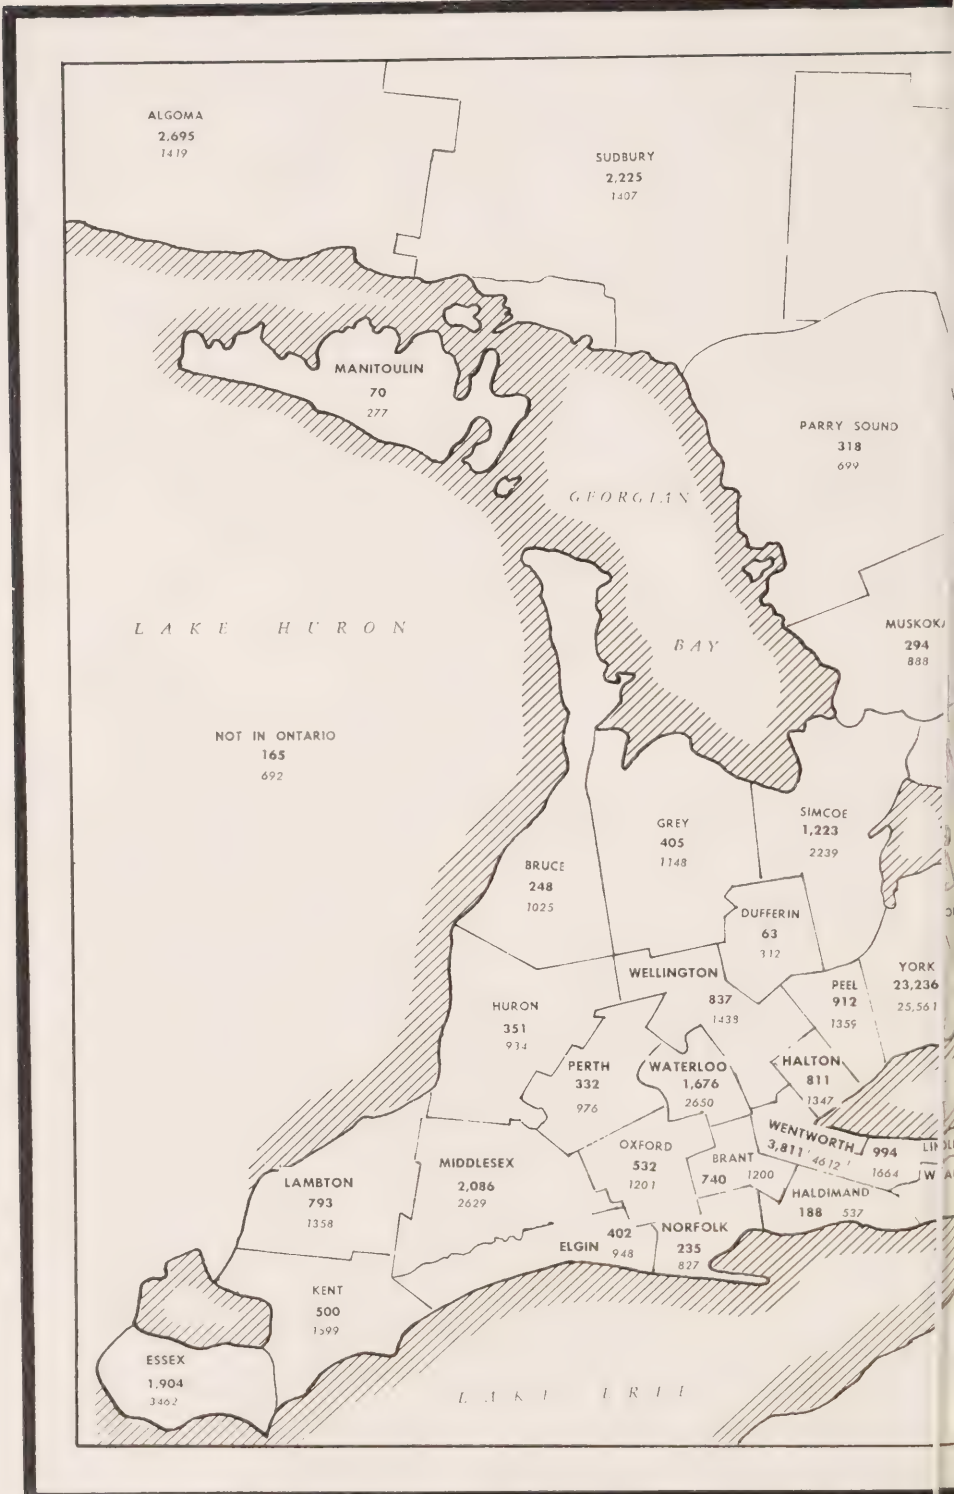 ALGOMA
2,695
1419
SUDBURY
2,225
1407
MANITOULIN
70
277
PARRY SOUND
318
699
GEORGIAN
BAY
LAKE HURON
MUSKOK
294
888
NOT IN ONTARIO
165
692
SIMCOE
1,223
2239
GREY
405
1148
BRUCE
248
1025
DUFFERIN
63
312
YORK
23,236
25,561
WELLINGTON
837
1438
PEEL
912
1359
HURON
351
934
PERTH
332
976
WATERLOO
1,676
2650
HALTON
811
1347
WENTWORTH
3,811 4612
994
1664
OXFORD
532
1201
BRANT
740 1200
MIDDLESEX
2,086
2629
LAMBTON
793
1358
HALDIMAND
188 537
ELGIN
402
948
NORFOLK
235
827
KENT
500
ESSEX
1,904
3462
LAKE ERIE